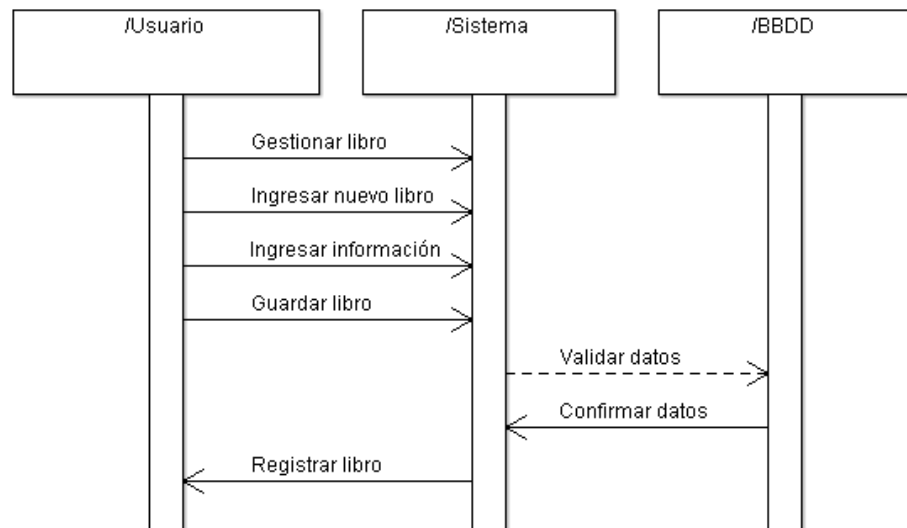 /Usuario
/Sistema
/BBDD
Gestionar libro
Ingresar nuevo libro
Ingresar información
Guardar libro
Validar datos
Confirmar datos
Registrar libro